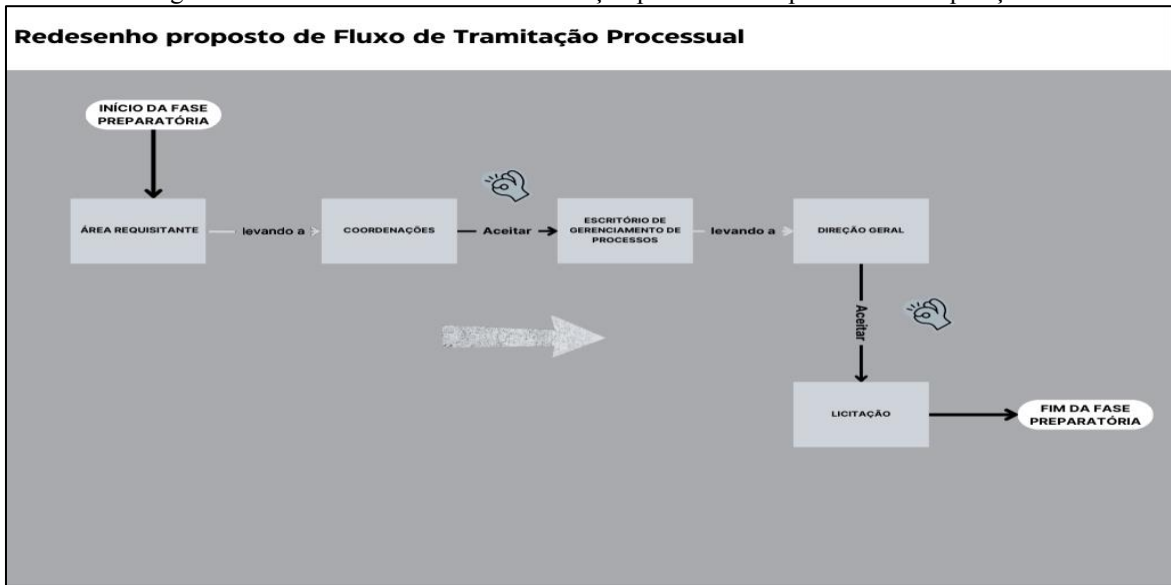 Redesenho proposto de Fluxo de Tramitação Processual
INÍCIO DA FASE
PREPARATÓRIA
ÁREA REQUISITANTE
levando a
COORDENAÇÕES
Aceitar
ESCRITÓRIO DE
GERENCIAMENTO DE
PROCESSOS
levando a
DIREÇÃO GERAL
Aceitar
LICITAÇÃO
FIM DA FASE
PREPARATÓRIA